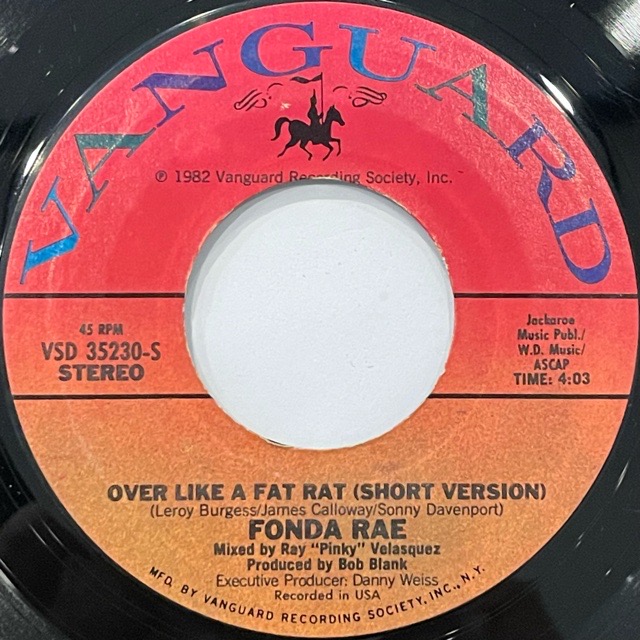 VANGUARD
℗ 1982 Vanguard Recording Society, Inc.
45 RPM
VSD 35230-S
STEREO
Jackaroe
Music Publ./
W.D. Music/
ASCAP
TIME: 4:03
OVER LIKE A FAT RAT (SHORT VERSION)
(Leroy Burgess/James Calloway/Sonny Davenport)
FONDA RAE
Mixed by Ray "Pinky" Velasquez
Produced by Bob Blank
Executive Producer: Danny Weiss
Recorded in USA
MFD. BY VANGUARD RECORDING SOCIETY, INC., N.Y.